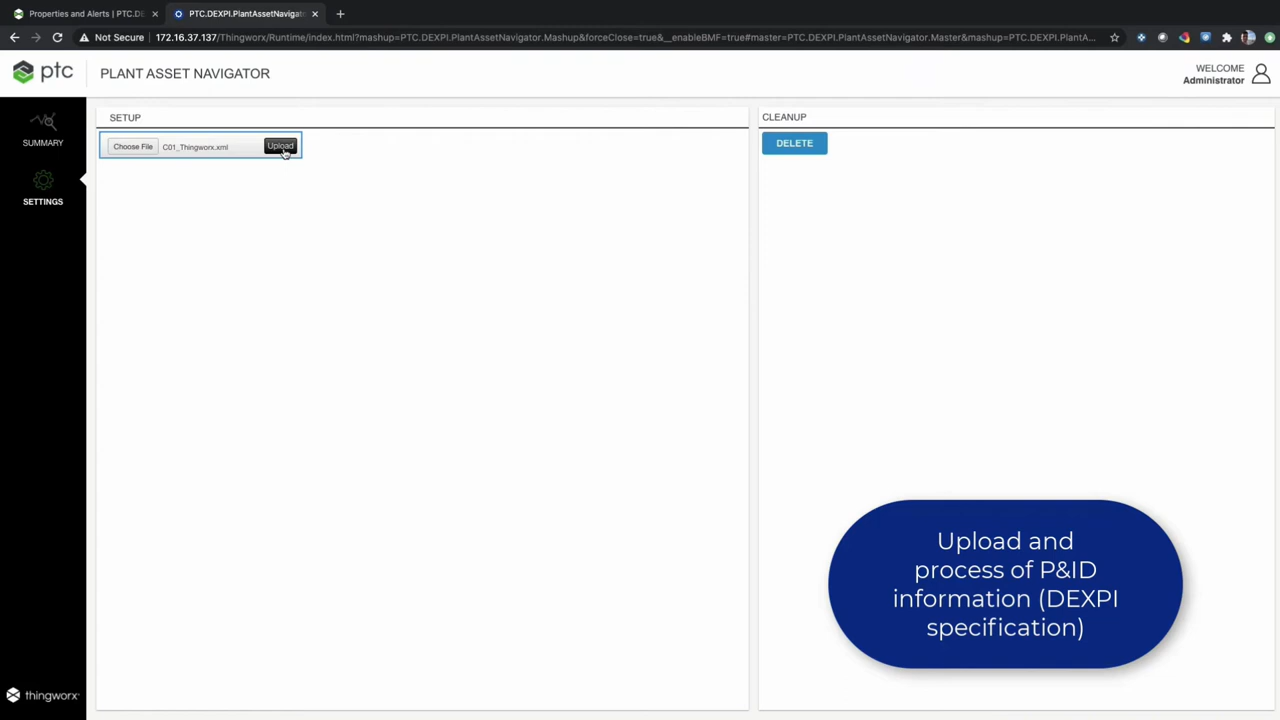 Properties and Alerts | PTC.DE
PTC.DEXPI.PlantAssetNavigato
Not Secure
172.16.37.137/Thingworx/Runtime/index.html?mashup=PTC.DEXPI.PlantAssetNavigator.Mashup&forceClose=true&__enableBMF=true#master=PTC.DEXPI.PlantAssetNavigator.Master&mashup=PTC.DEXPI.PlantA...
ptc
PLANT ASSET NAVIGATOR
WELCOME
Administrator
SUMMARY
SETTINGS
SETUP
Choose File
C01_Thingworx.xml
Upload
CLEANUP
DELETE
Upload and
process of P&ID
information (DEXPI
specification)
thingworx